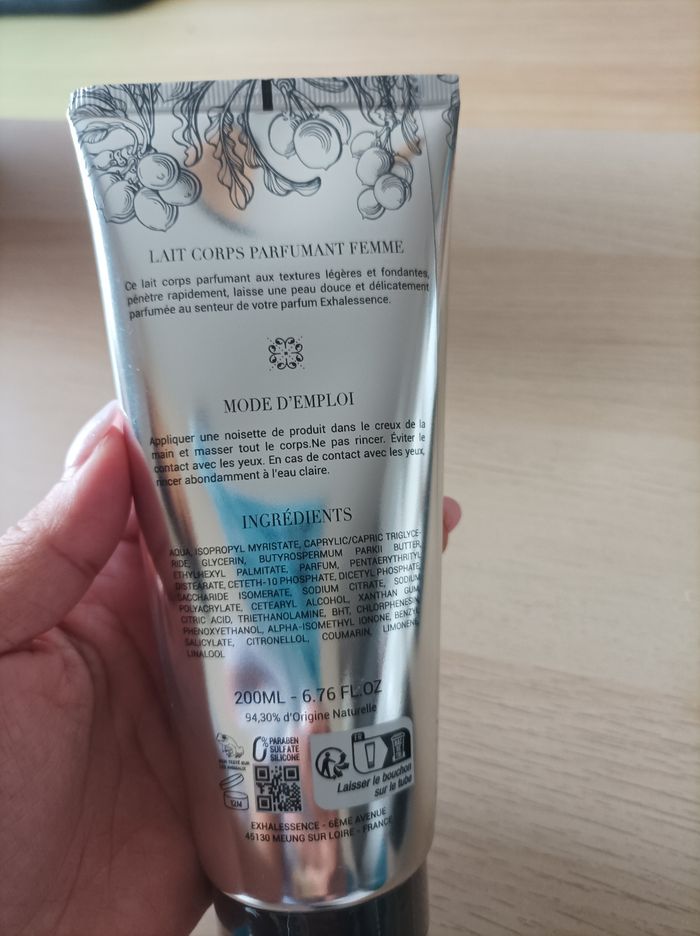 LAIT CORPS PARFUMANT FEMME
Ce lait corps parfumant aux textures légères et fondantes,
pénètre rapidement, laisse une peau douce et délicatement
parfumée au senteur de votre parfum Exhalessence.
MODE D'EMPLOI
Appliquer une noisette de produit dans le creux de la
main et masser tout le corps.Ne pas rincer. Éviter le
contact avec les yeux. En cas de contact avec les yeux,
rincer abondamment à l'eau claire.
INGRÉDIENTS
AQUA, ISOPROPYL MYRISTATE, CAPRYLIC/CAPRIC TRIGLYCE-
RIDE, GLYCERIN, BUTYROSPERMUM PARKII BUTTER,
ETHYLHEXYL PALMITATE, PARFUM, PENTAERYTHRITYL
DISTEARATE, CETETH-10 PHOSPHATE, DICETYL PHOSPHATE,
SACCHARIDE ISOMERATE, SODIUM CITRATE, SODIUM
POLYACRYLATE, CETEARYL ALCOHOL, XANTHAN GUM,
CITRIC ACID, TRIETHANOLAMINE, BHT, CHLORPHENESIN,
PHENOXYETHANOL, ALPHA-ISOMETHYL IONONE, BENZYL
SALICYLATE, CITRONELLOL, COUMARIN, LIMONENE,
LINALOOL
200ML - 6.76 FL.OZ
94,30% d'Origine Naturelle
NON TESTÉ SUR
LES ANIMAUX
0% PARABEN
SULFATE
SILICONE
12M
FR
Laisser le bouchon
sur le tube
EXHALESSENCE - 6ÈME AVENUE
45130 MEUNG SUR LOIRE - FRANCE